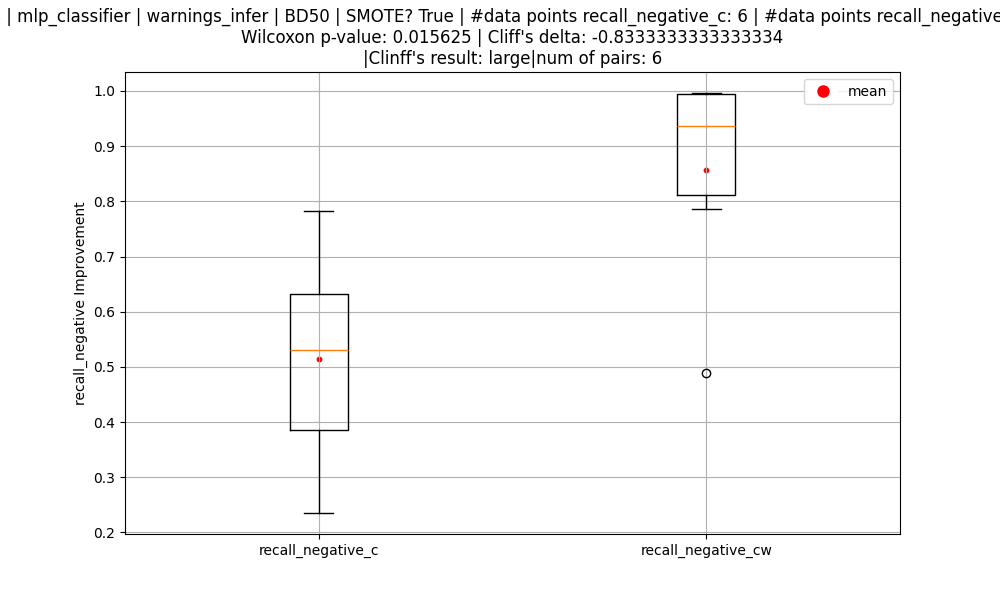 | mlp_classifier | warnings_infer | BD50 | SMOTE? True | #data points recall_negative_c: 6 | #data points recall_negative
Wilcoxon p-value: 0.015625 | Cliff's delta: -0.8333333333333334
|Clinff's result: large|num of pairs: 6
mean
1.0
0.9
0.8
0.7
0.6
0.5
0.4
0.3
0.2
recall_negative Improvement
recall_negative_c
recall_negative_cw